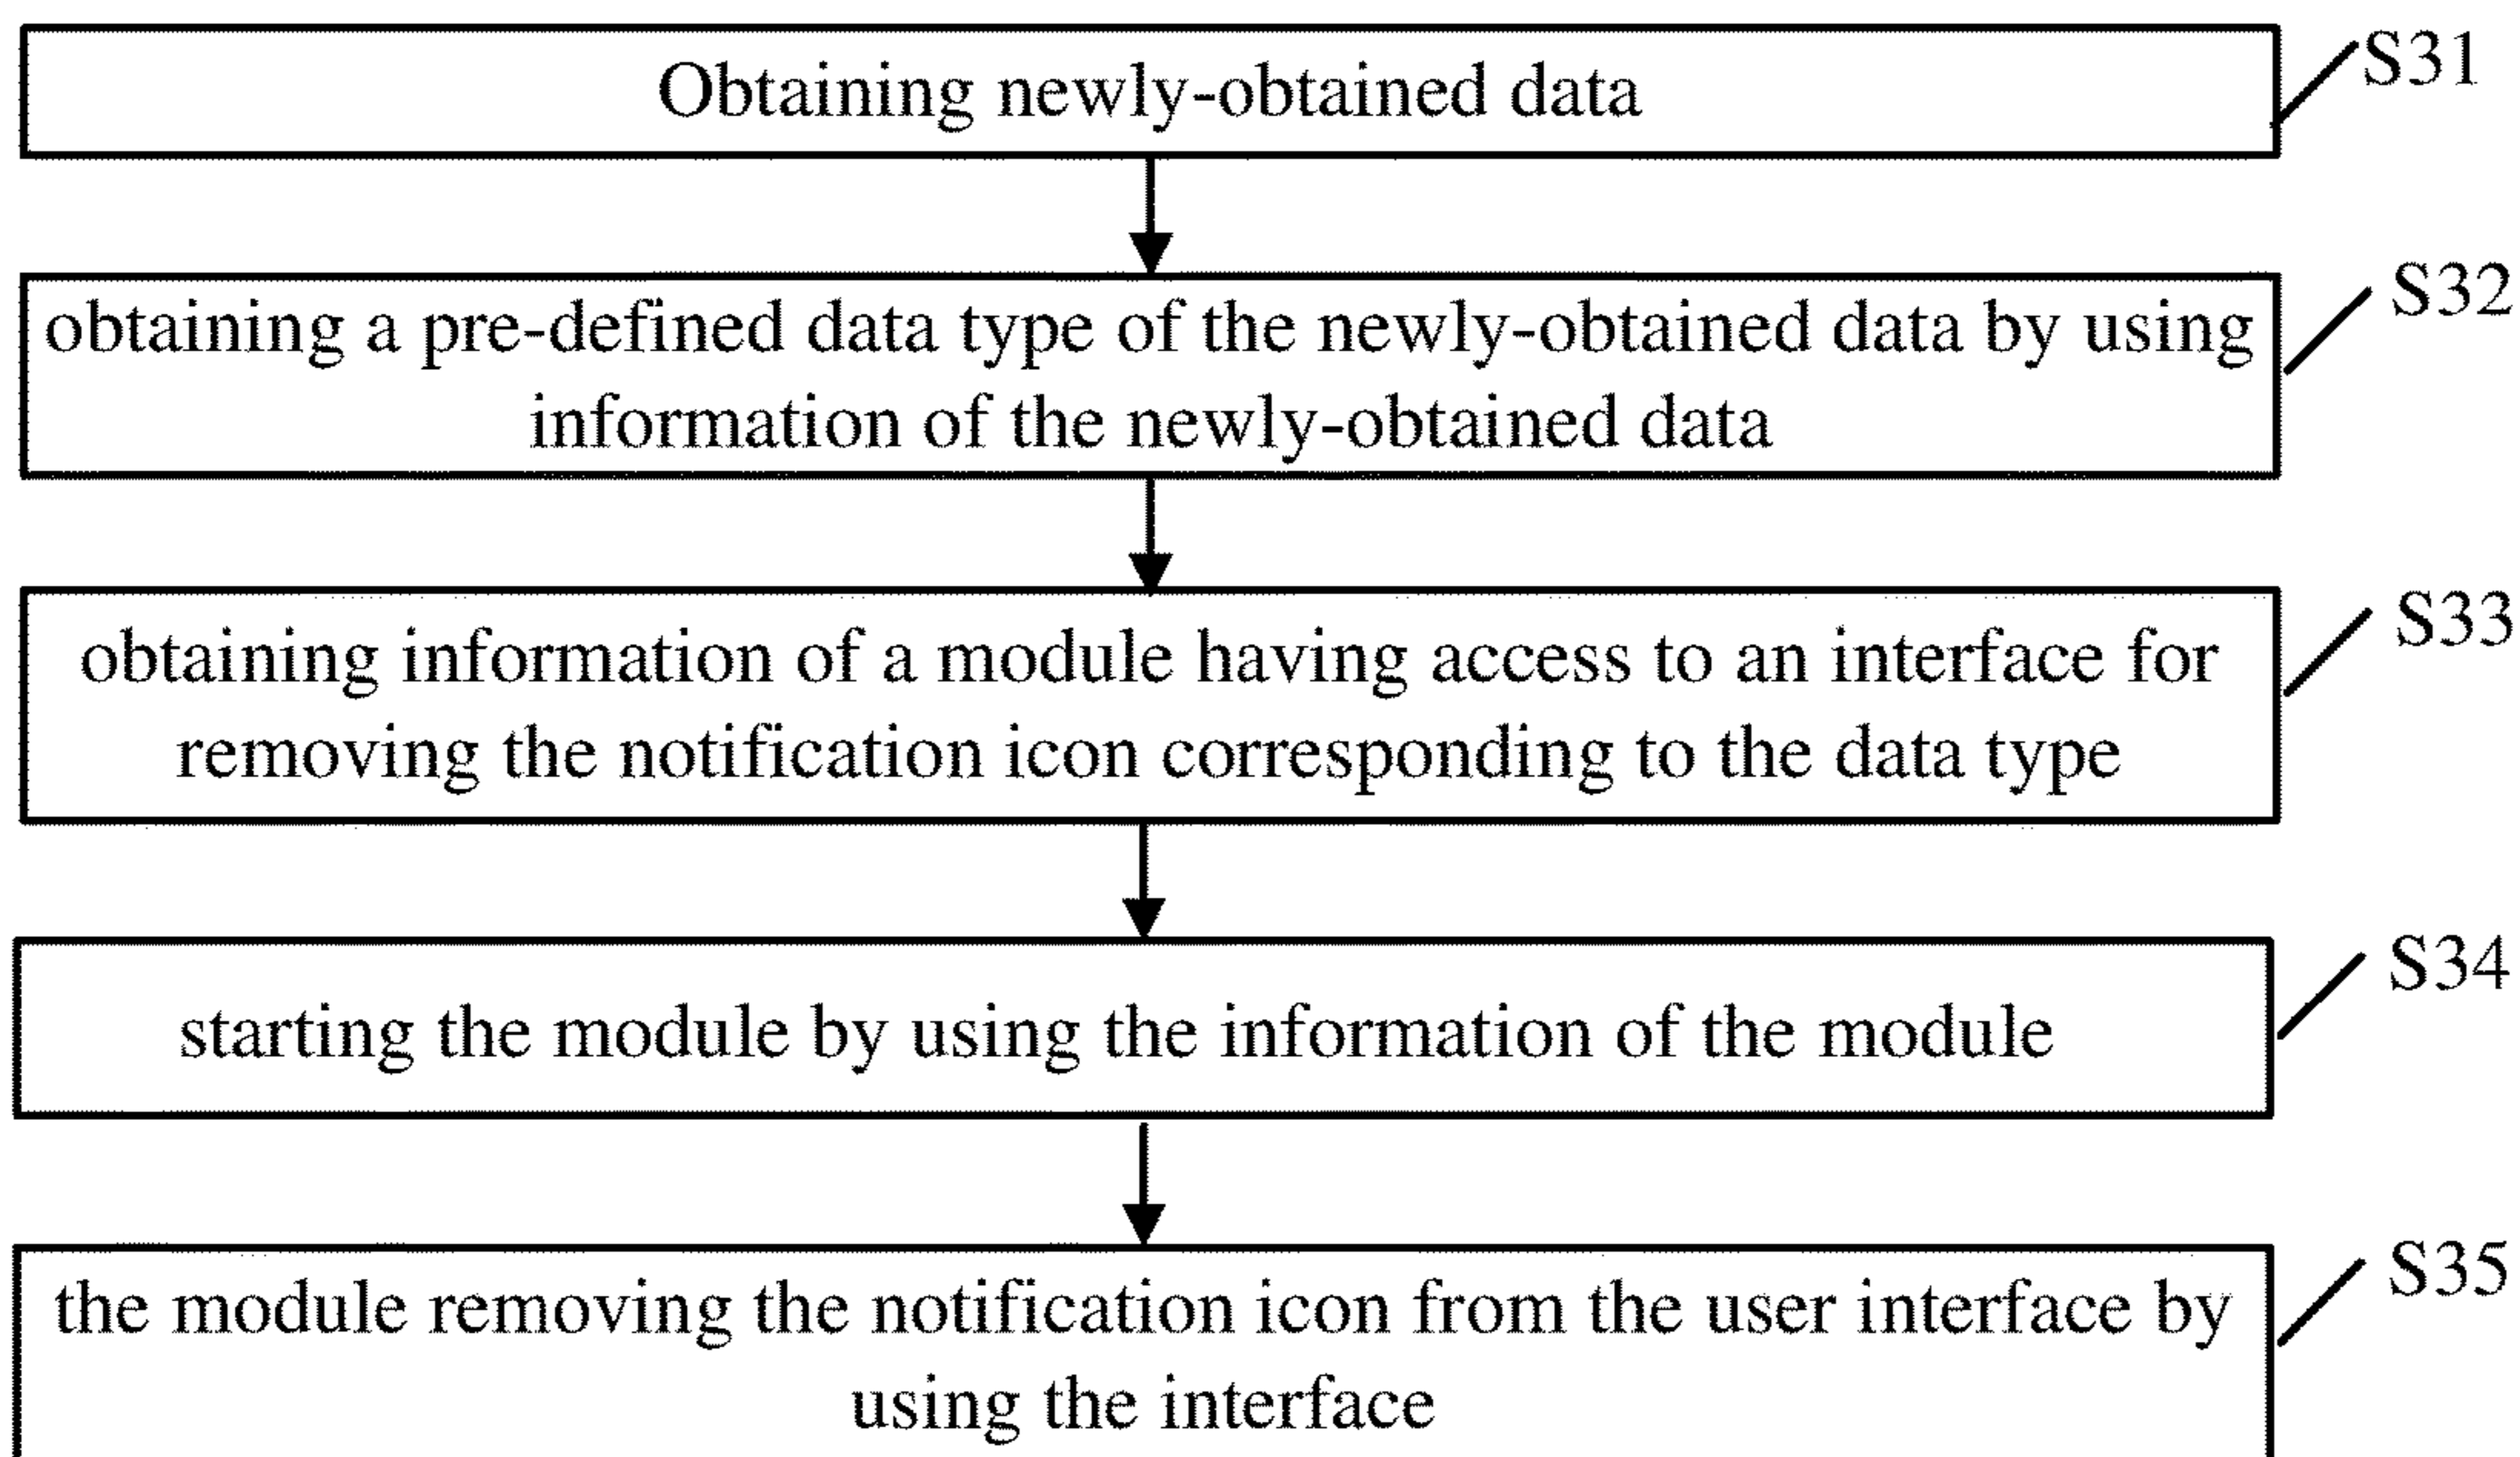 Obtaining newly-obtained data
S31
obtaining a pre-defined data type of the newly-obtained data by using
information of the newly-obtained data
S32
obtaining information of a module having access to an interface for
removing the notification icon corresponding to the data type
S33
starting the module by using the information of the module
S34
the module removing the notification icon from the user interface by
using the interface
S35